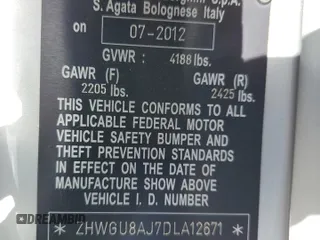 S. Agata Bolognese Italy
on 07-2012
GVWR : 4188 lbs.
GAWR (F) GAWR (R)
2205 lbs. 2425 lbs.
THIS VEHICLE CONFORMS TO ALL
APPLICABLE FEDERAL MOTOR
VEHICLE SAFETY BUMPER AND
THEFT PREVENTION STANDARDS
IN EFFECT ON THE DATE OF
MANUFACTURE SHOW ABOVE
VEHICLE I. D. NUMBER
* ZHWGU8AJ7DLA12671 *